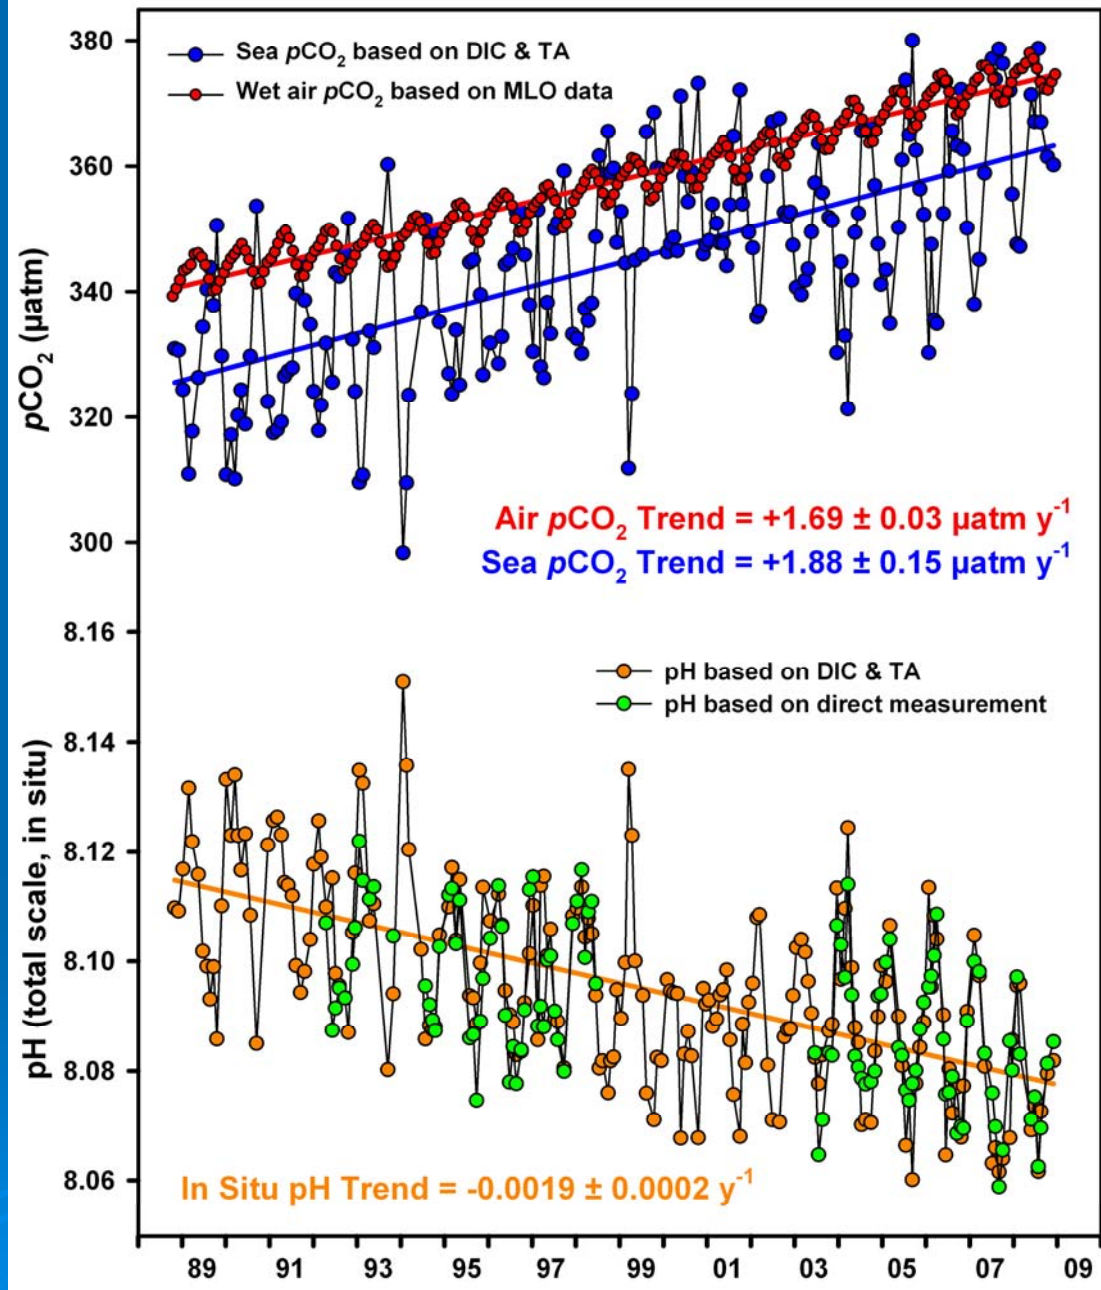 380
360
340
320
300
pCO₂ (µatm)
Sea pCO₂ based on DIC & TA
Wet air pCO₂ based on MLO data
Air pCO₂ Trend = +1.69 ± 0.03 µatm y⁻¹
Sea pCO₂ Trend = +1.88 ± 0.15 µatm y⁻¹
8.16
8.14
8.12
8.10
8.08
8.06
pH (total scale, in situ)
pH based on DIC & TA
pH based on direct measurement
In Situ pH Trend = -0.0019 ± 0.0002 y⁻¹
89 91 93 95 97 99 01 03 05 07 09